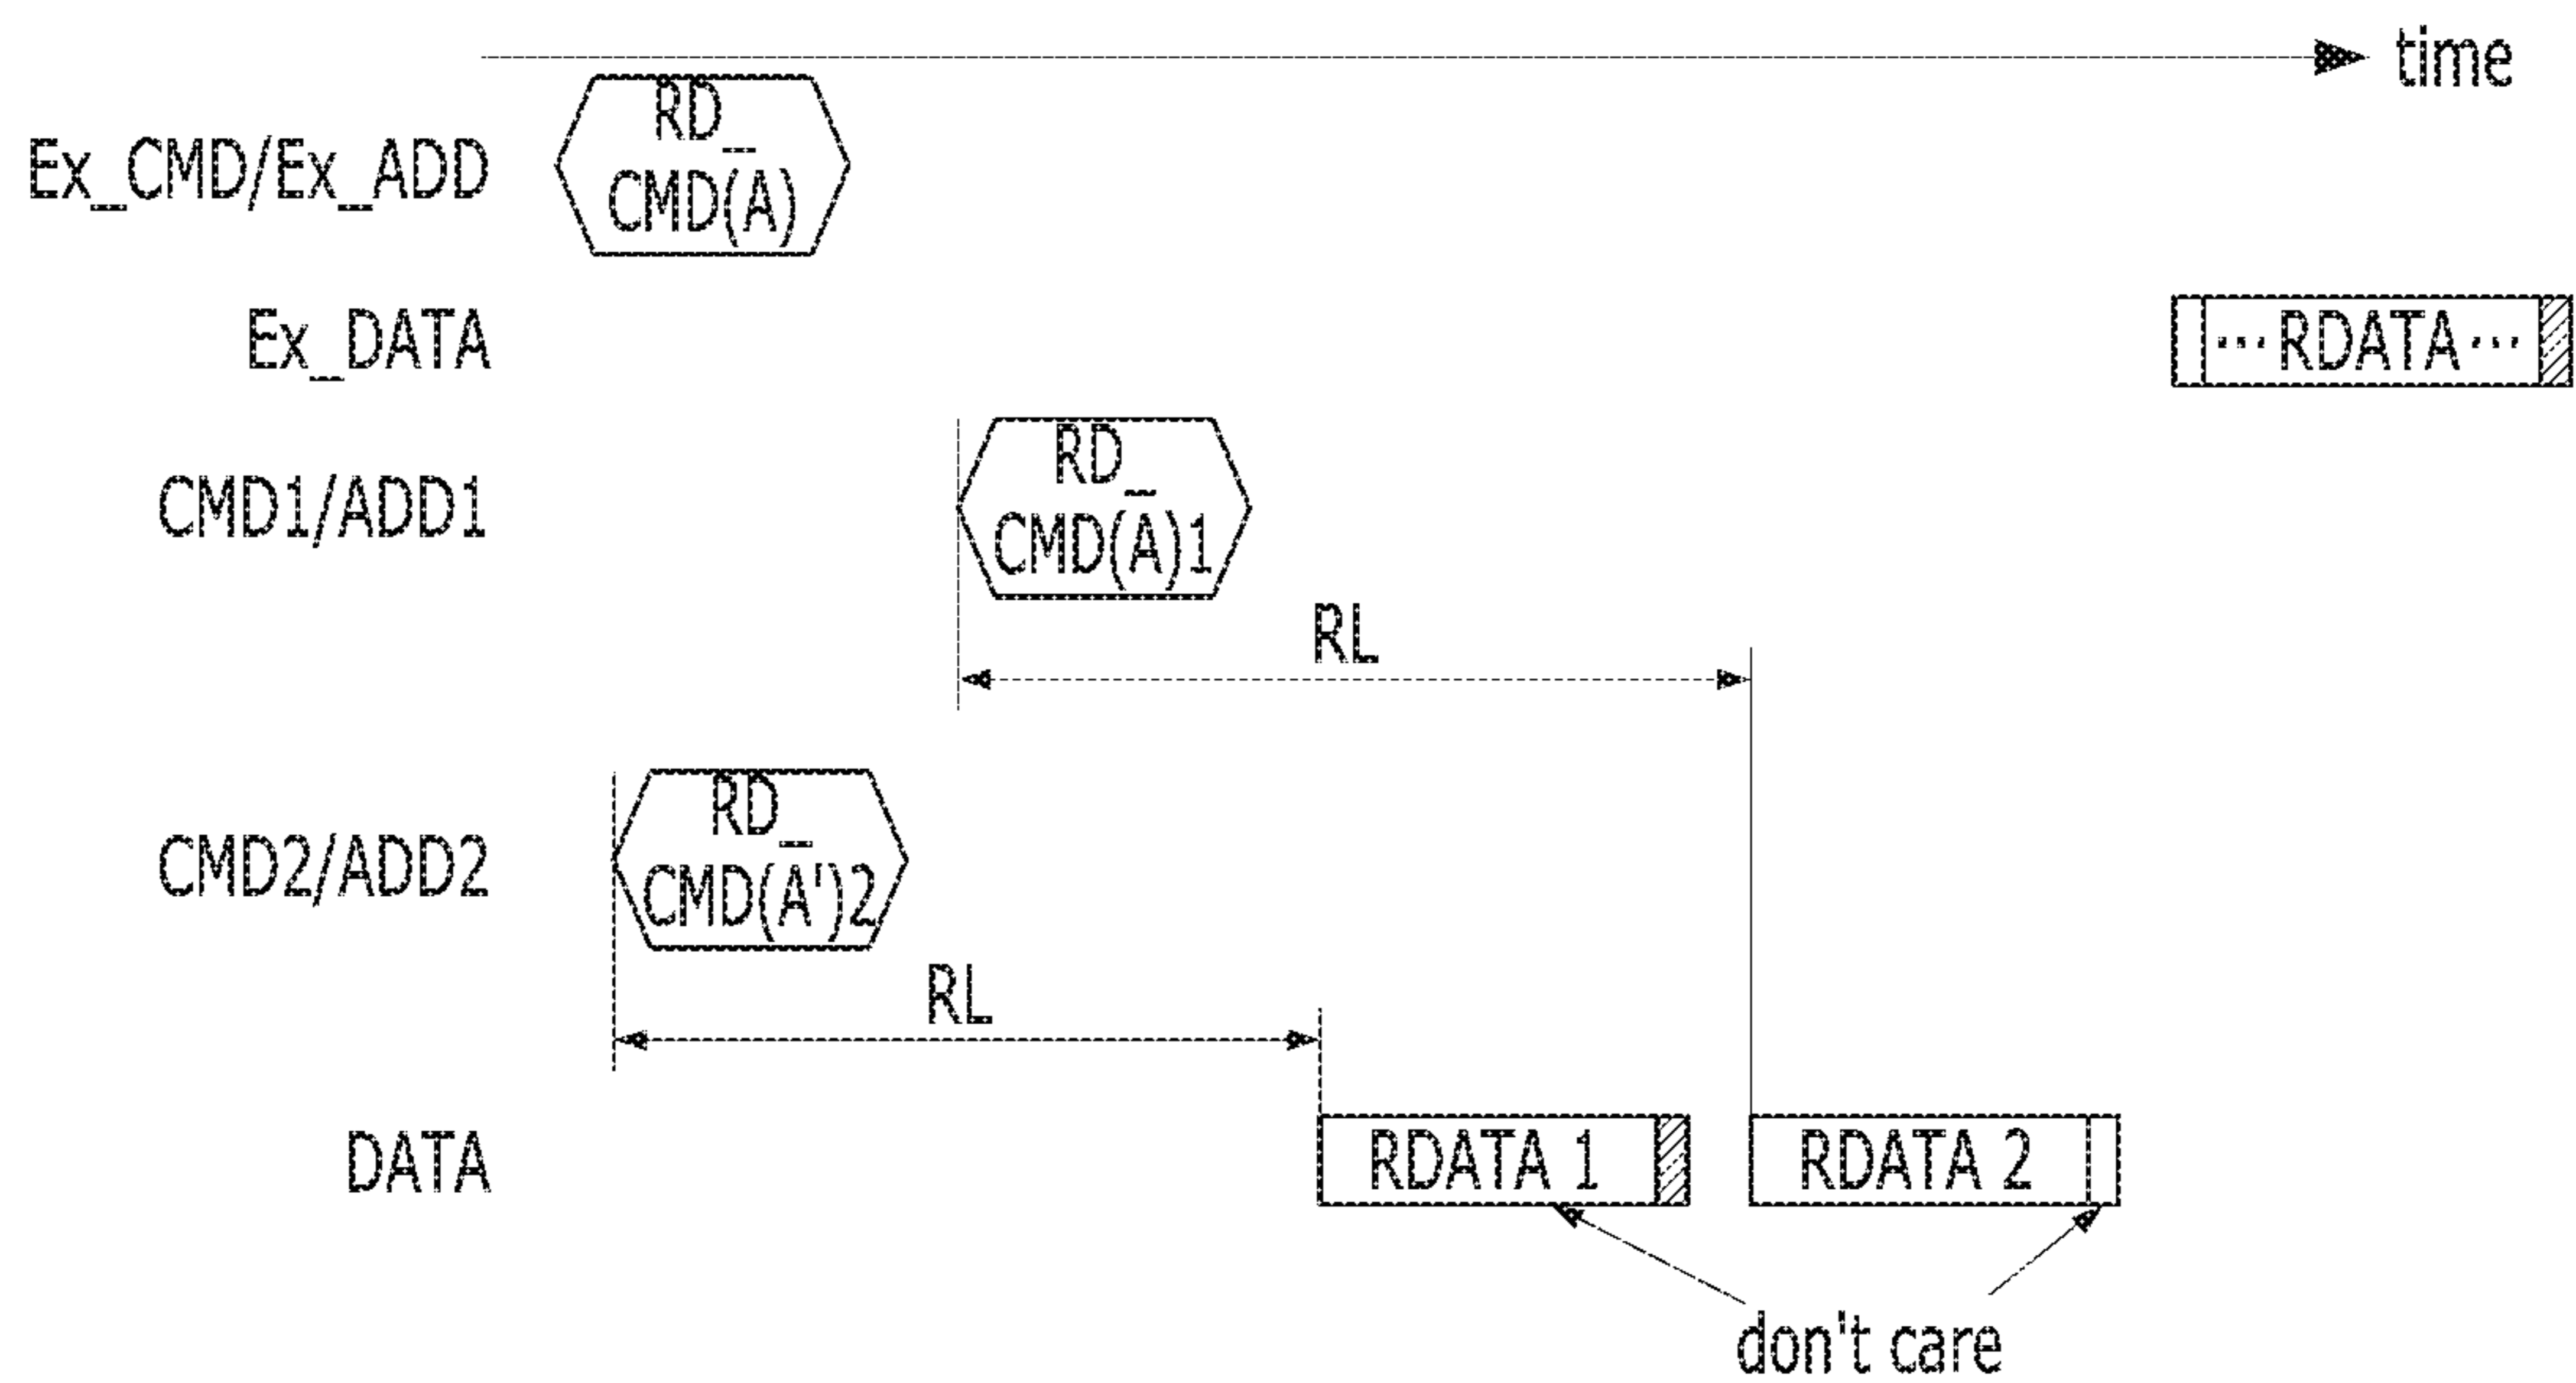 time
RD_
CMD(A)
Ex_CMD/Ex_ADD
Ex_DATA
···RDATA···
RD_
CMD(A)1
CMD1/ADD1
RL
RD_
CMD(A')2
CMD2/ADD2
RL
DATA
RDATA 1
RDATA 2
don't care